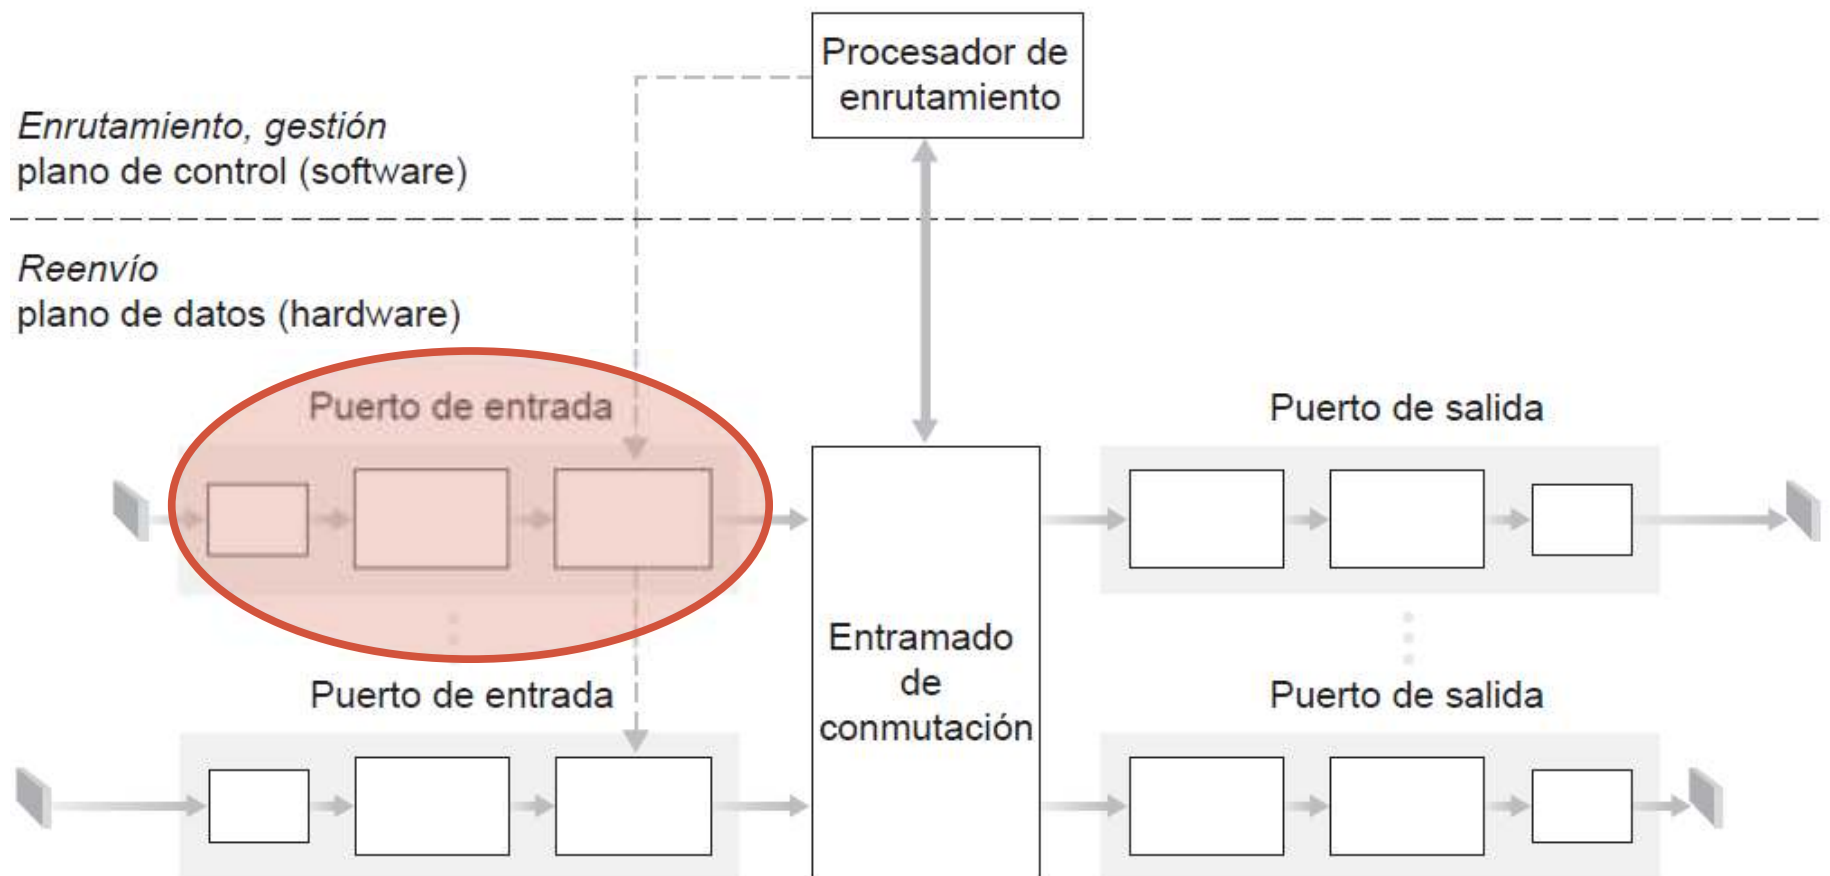 Procesador de
enrutamiento
Enrutamiento, gestión
plano de control (software)
Reenvío
plano de datos (hardware)
Puerto de entrada
Puerto de salida
Entramado
de
conmutación
Puerto de entrada
Puerto de salida